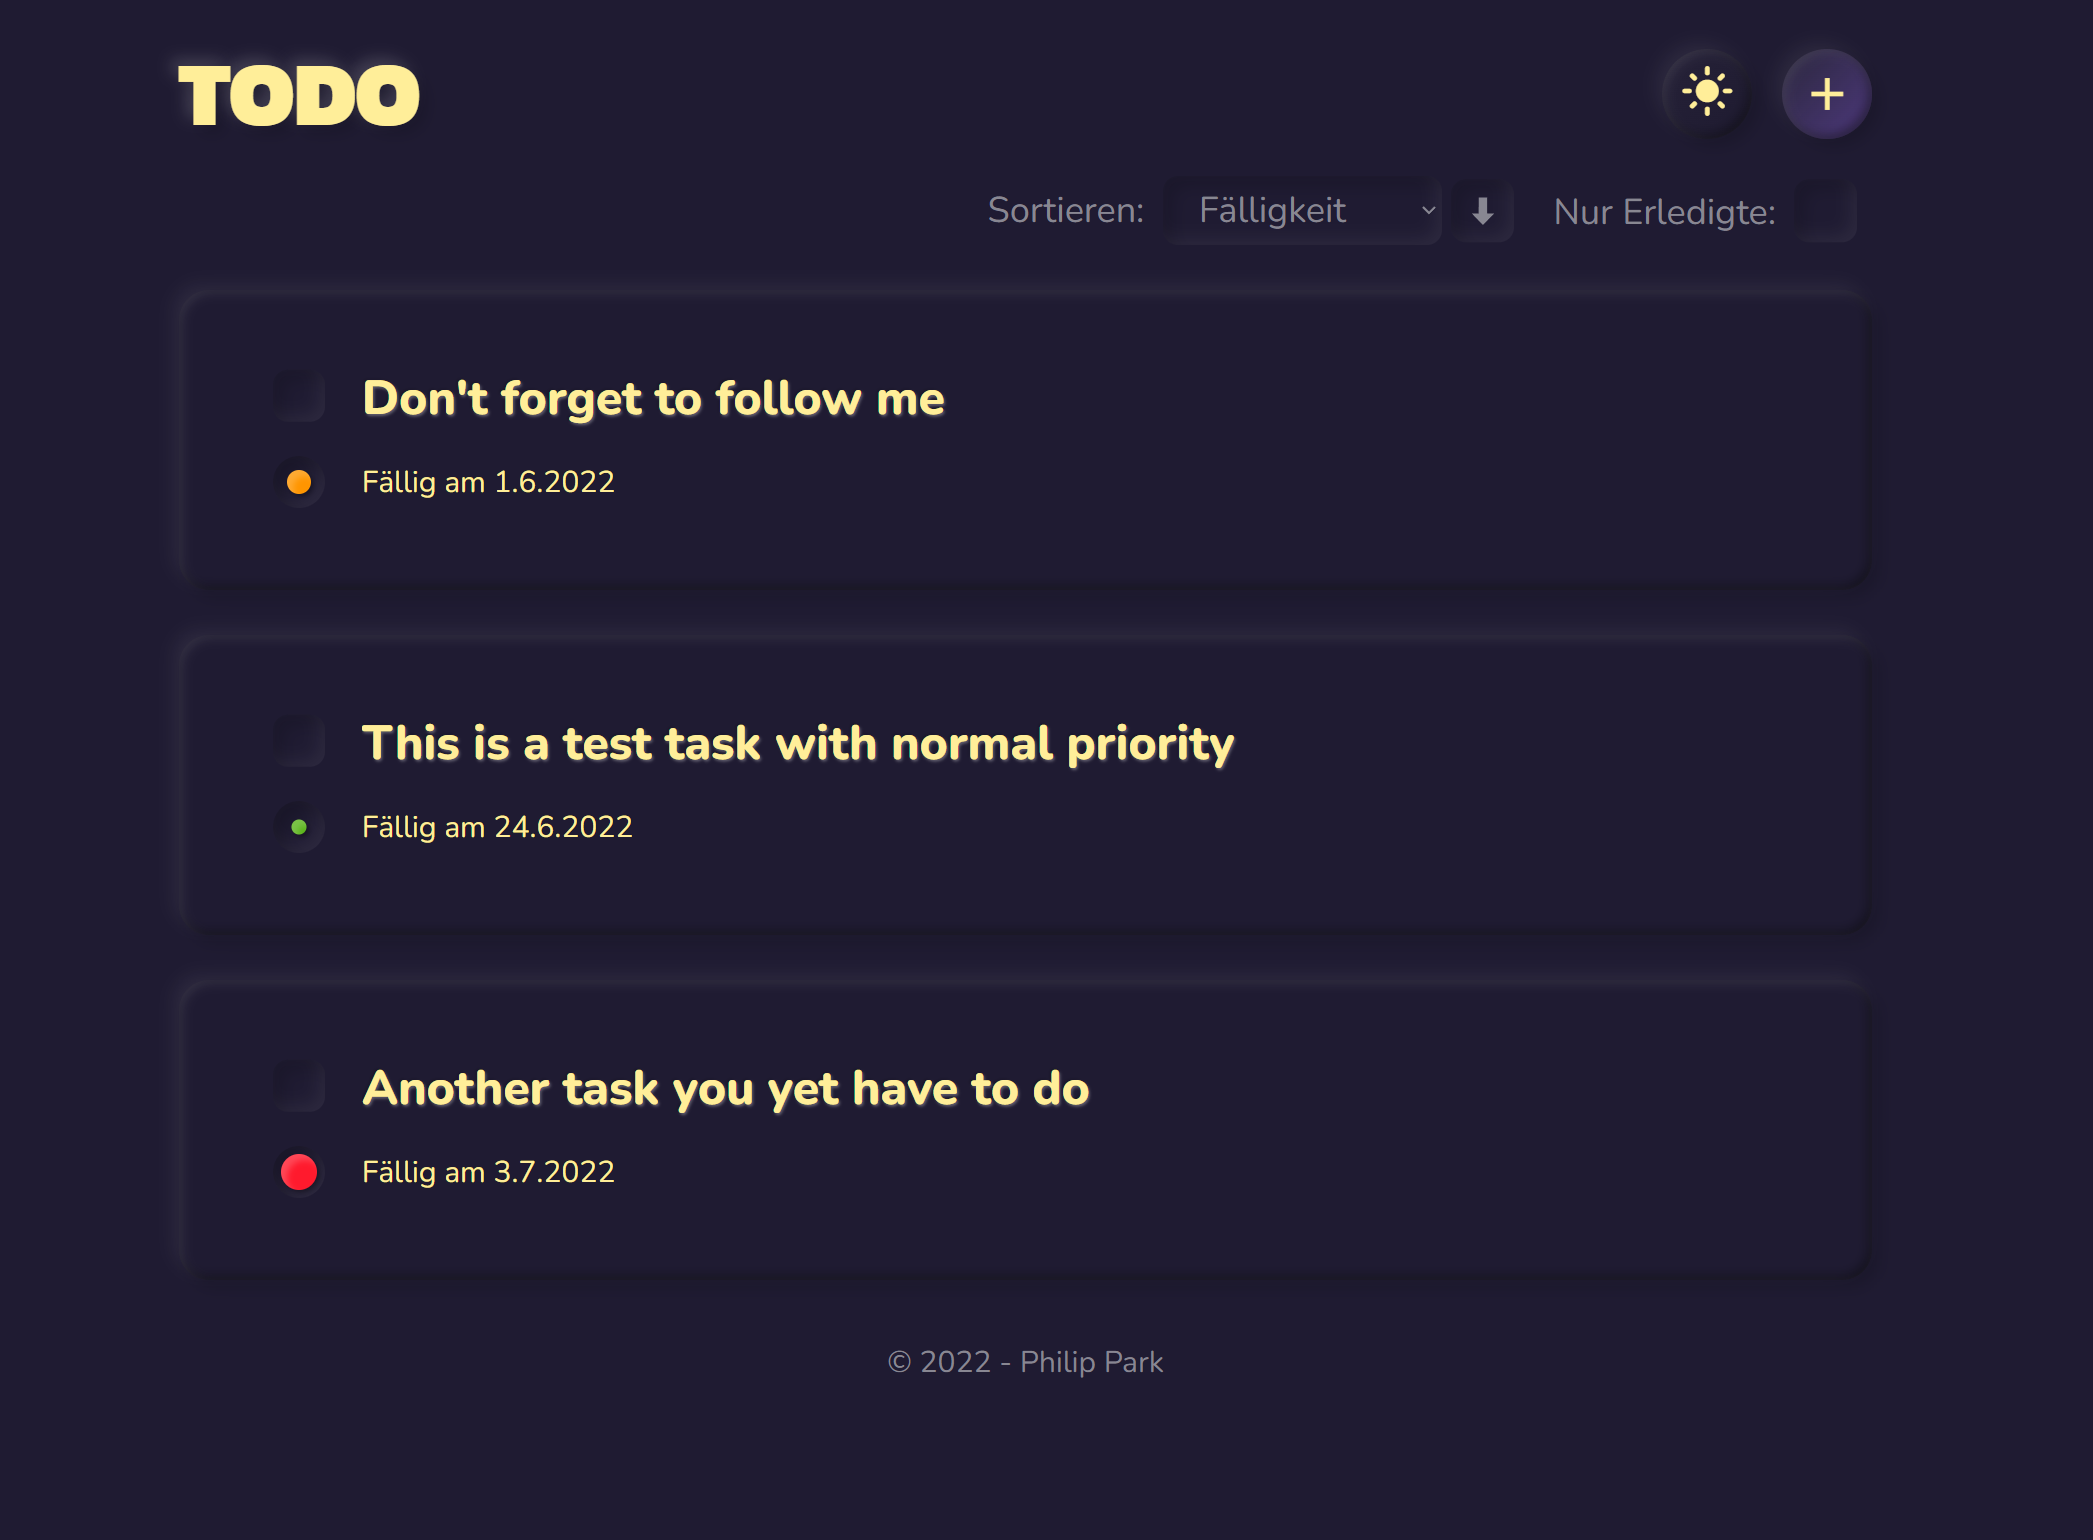 TODO
Sortieren: Fälligkeit Nur Erledigte:
Don't forget to follow me
Fällig am 1.6.2022
This is a test task with normal priority
Fällig am 24.6.2022
Another task you yet have to do
Fällig am 3.7.2022
© 2022 - Philip Park